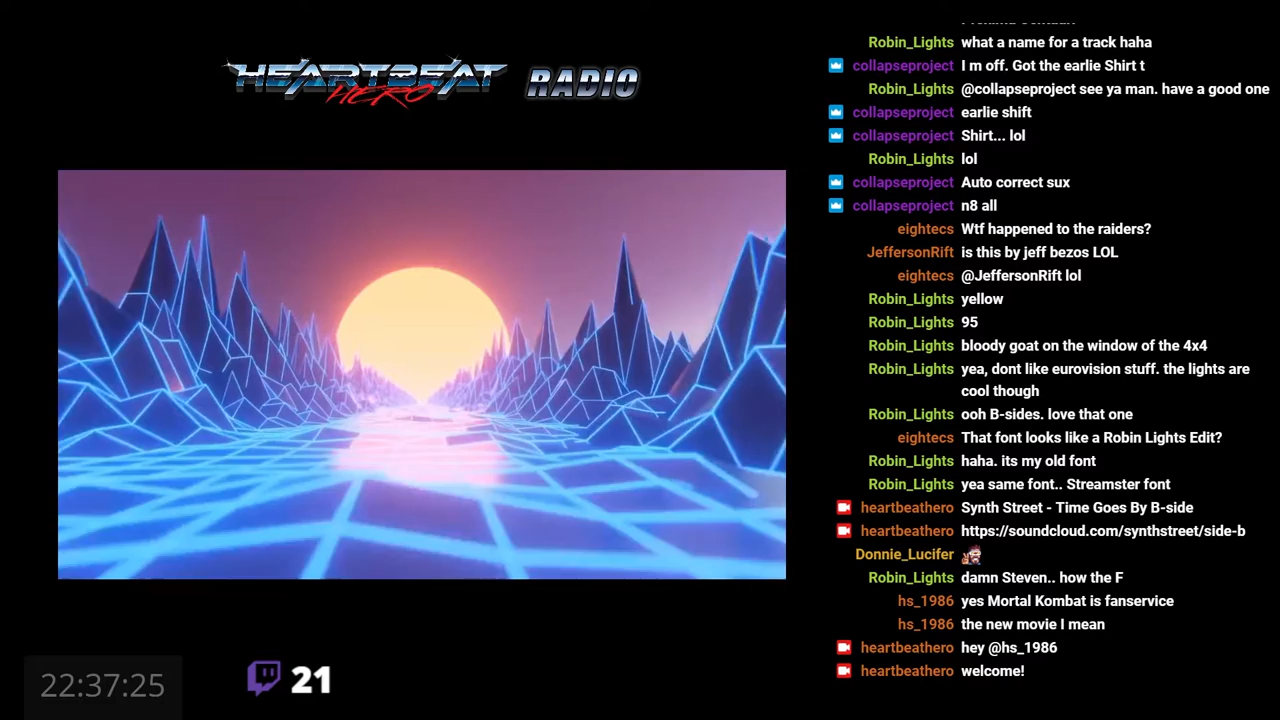 HEARTBEAT
HERO
RADIO
Robin_Lights what a name for a track haha
collapseproject I m off. Got the earlie Shirt t
Robin_Lights @collapseproject see ya man. have a good one
collapseproject earlie shift
collapseproject Shirt... lol
Robin_Lights lol
collapseproject Auto correct sux
collapseproject n8 all
eightecs Wtf happened to the raiders?
JeffersonRift is this by jeff bezos LOL
eightecs @JeffersonRift lol
Robin_Lights yellow
Robin_Lights 95
Robin_Lights bloody goat on the window of the 4x4
Robin_Lights yea, dont like eurovision stuff. the lights are
cool though
Robin_Lights ooh B-sides. love that one
eightecs That font looks like a Robin Lights Edit?
Robin_Lights haha. its my old font
Robin_Lights yea same font.. Streamster font
heartbeathero Synth Street - Time Goes By B-side
heartbeathero https://soundcloud.com/synthstreet/side-b
Donnie_Lucifer
Robin_Lights damn Steven.. how the F
hs_1986 yes Mortal Kombat is fanservice
hs_1986 the new movie I mean
heartbeathero hey @hs_1986
heartbeathero welcome!
22:37:25
21